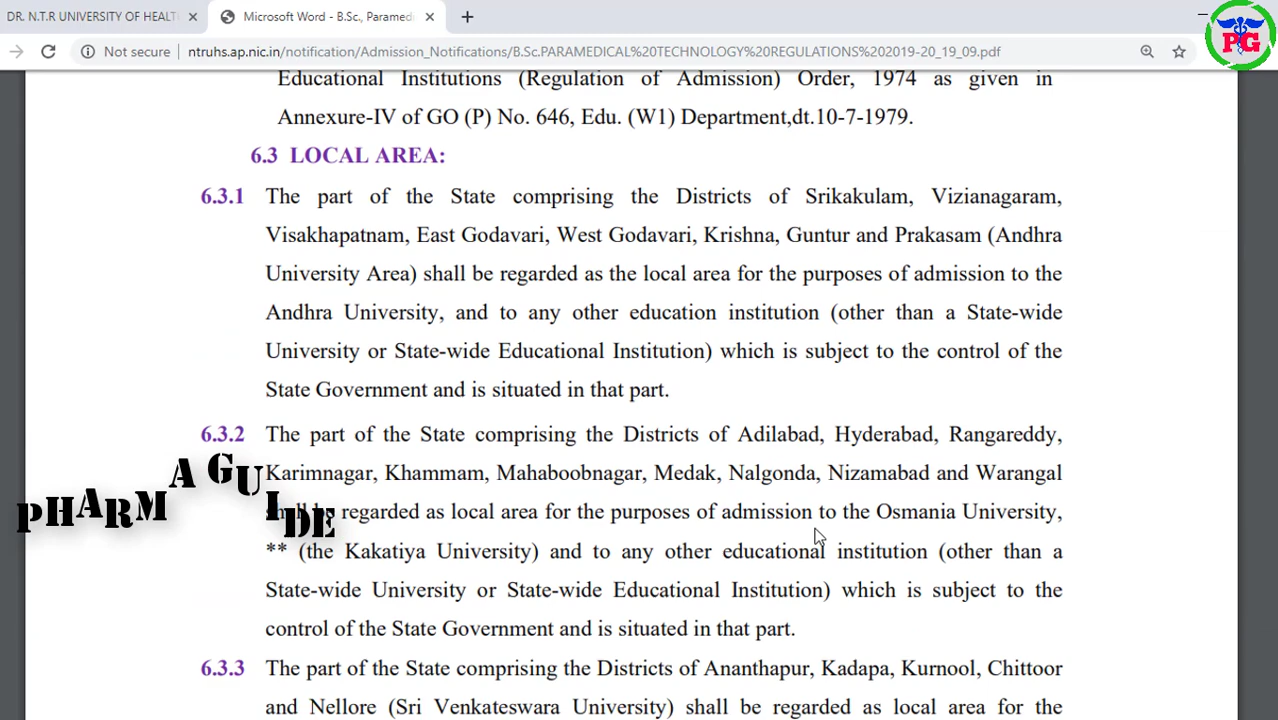 DR. N.T.R UNIVERSITY OF HEALT
Microsoft Word - B.Sc., Paramed
PG
Not secure
ntruhs.ap.nic.in/notification/Admission_Notifications/B.Sc.PARAMEDICAL%20TECHNOLOGY%20REGULATIONS%202019-20_19_09.pdf
Educational Institutions (Regulation of Admission) Order, 1974 as given in
Annexure-IV of GO (P) No. 646, Edu. (W1) Department,dt.10-7-1979.
6.3 LOCAL AREA:
6.3.1 The part of the State comprising the Districts of Srikakulam, Vizianagaram,
Visakhapatnam, East Godavari, West Godavari, Krishna, Guntur and Prakasam (Andhra
University Area) shall be regarded as the local area for the purposes of admission to the
Andhra University, and to any other education institution (other than a State-wide
University or State-wide Educational Institution) which is subject to the control of the
State Government and is situated in that part.
6.3.2 The part of the State comprising the Districts of Adilabad, Hyderabad, Rangareddy,
Karimnagar, Khammam, Mahaboobnagar, Medak, Nalgonda, Nizamabad and Warangal
PHARMA GUIDE
regarded as local area for the purposes of admission to the Osmania University,
** (the Kakatiya University) and to any other educational institution (other than a
State-wide University or State-wide Educational Institution) which is subject to the
control of the State Government and is situated in that part.
6.3.3 The part of the State comprising the Districts of Ananthapur, Kadapa, Kurnool, Chittoor
and Nellore (Sri Venkateswara University) shall be regarded as local area for the